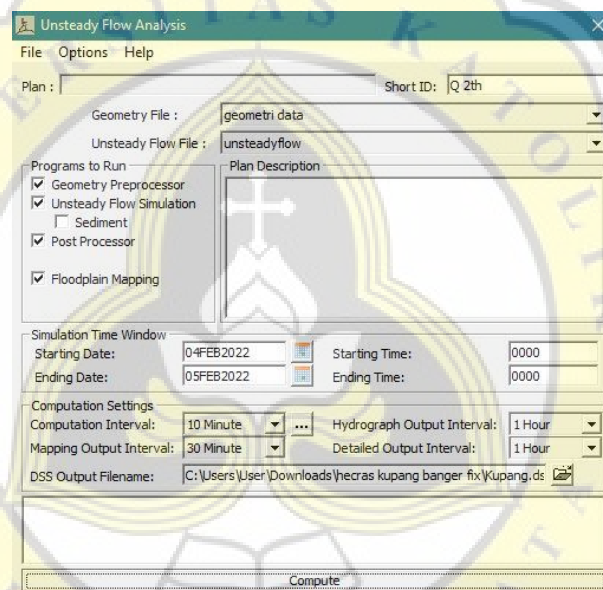 Unsteady Flow Analysis
File Options Help
Plan : Short ID: Q 2th
Geometry File : geometri data
Unsteady Flow File : unsteadyflow
Programs to Run
Geometry Preprocessor
Unsteady Flow Simulation
Sediment
Post Processor
Floodplain Mapping
Plan Description
Simulation Time Window
Starting Date: 04FEB2022 Starting Time: 0000
Ending Date: 05FEB2022 Ending Time: 0000
Computation Settings
Computation Interval: 10 Minute ... Hydrograph Output Interval: 1 Hour
Mapping Output Interval: 30 Minute Detailed Output Interval: 1 Hour
DSS Output Filename: C:\Users\User\Downloads\hecras kupang banger fix\Kupang.ds
Compute